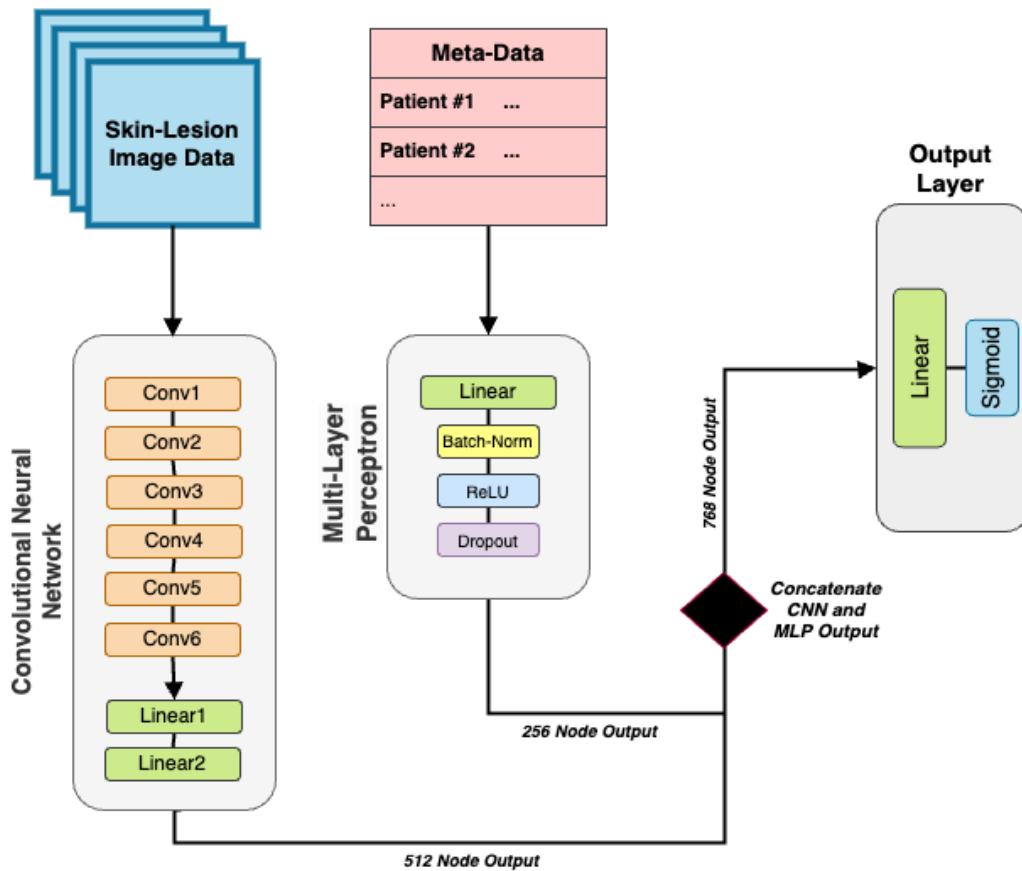 Skin-Lesion
Image Data
Meta-Data
Patient #1 ...
Patient #2 ...
...
Output
Layer
Convolutional Neural
Network
Conv1
Conv2
Conv3
Conv4
Conv5
Conv6
Linear1
Linear2
Multi-Layer
Perceptron
Linear
Batch-Norm
ReLU
Dropout
768 Node Output
Linear
Sigmoid
Concatenate
CNN and
MLP Output
256 Node Output
512 Node Output